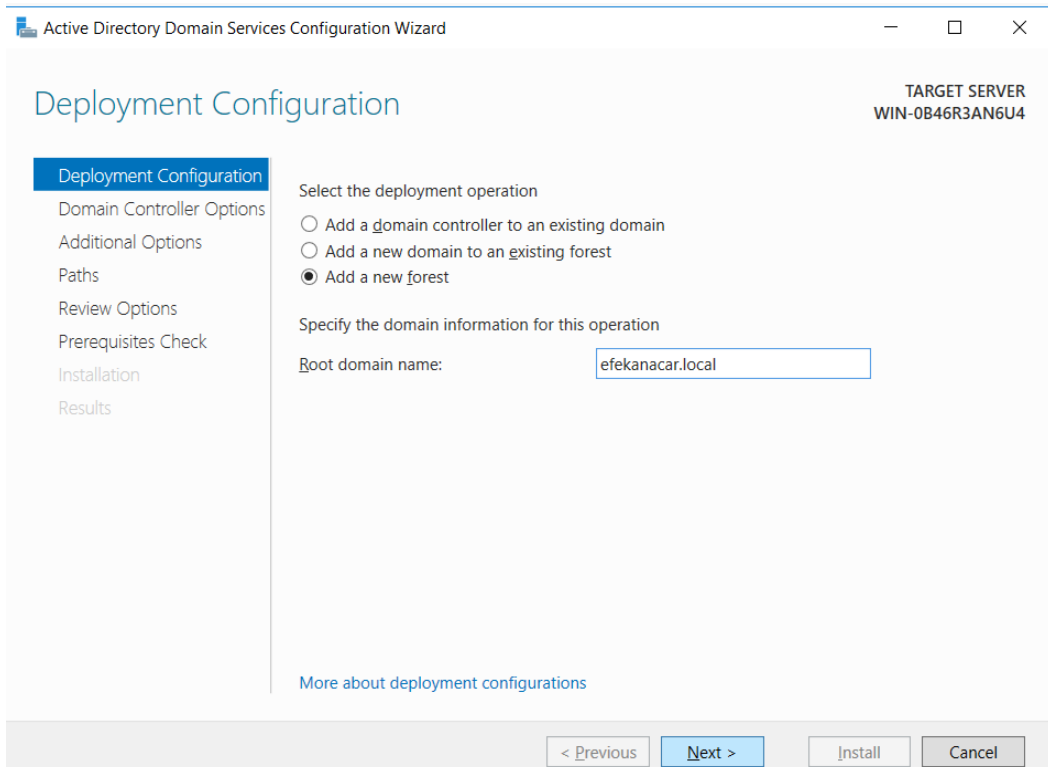 Active Directory Domain Services Configuration Wizard
Deployment Configuration
TARGET SERVER
WIN-0B46R3AN6U4
Deployment Configuration
Domain Controller Options
Additional Options
Paths
Review Options
Prerequisites Check
Installation
Results
Select the deployment operation
Add a domain controller to an existing domain
Add a new domain to an existing forest
Add a new forest
Specify the domain information for this operation
Root domain name: efekanacar.local
More about deployment configurations
< Previous Next > Install Cancel